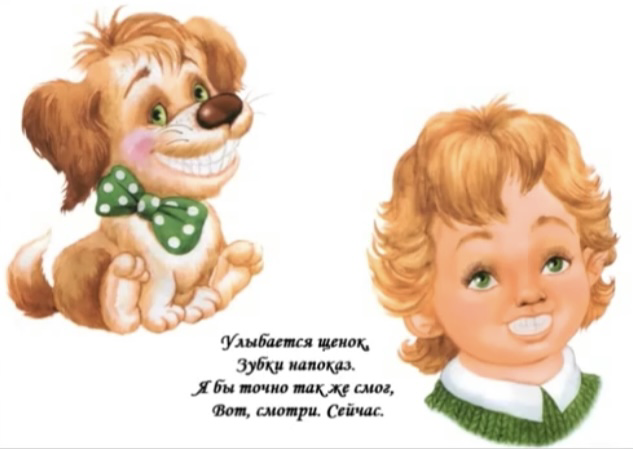 Улыбается щенок,
Зубки напоказ.
Я бы точно так же смог,
Вот, смотри. Сейчас.